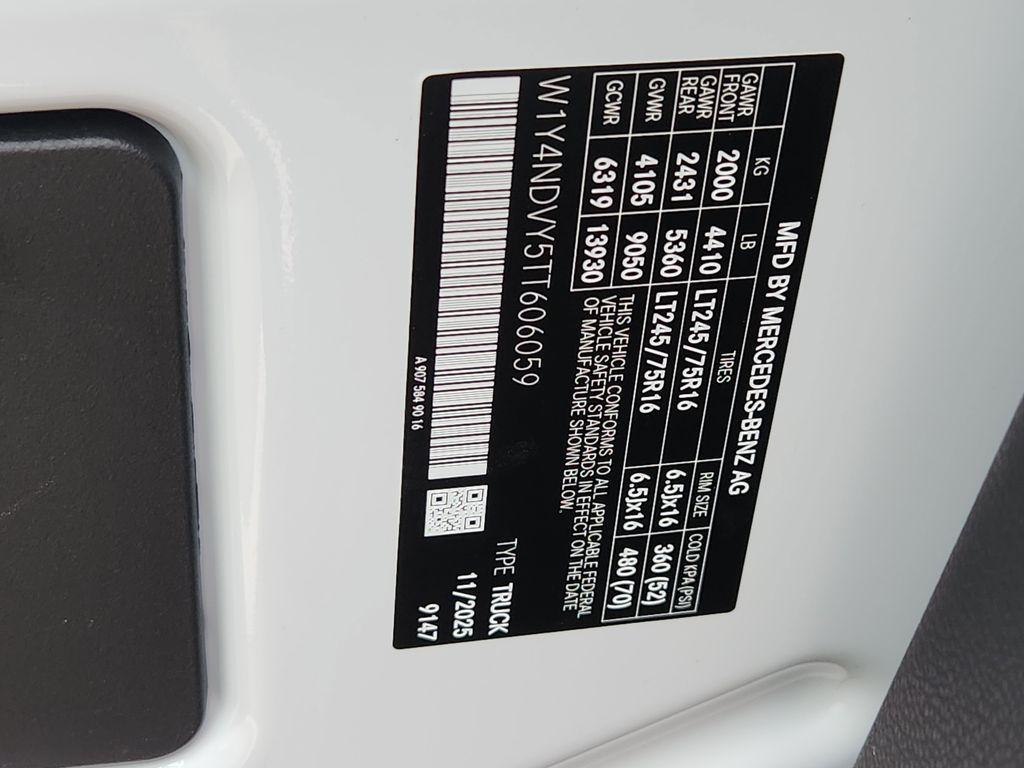 MFD BY MERCEDES-BENZ AG
KG LB TIRES RIM SIZE COLD KPA (PSI)
GAWR FRONT 2000 4410 LT245/75R16 6.5Jx16 360 (52)
GAWR REAR 2431 5360 LT245/75R16 6.5Jx16 480 (70)
GVWR 4105 9050
GCWR 6319 13930
THIS VEHICLE CONFORMS TO ALL APPLICABLE FEDERAL
VEHICLE SAFETY STANDARDS IN EFFECT ON THE DATE
OF MANUFACTURE SHOWN BELOW.
W1Y4NDVY5TT606059
TYPE TRUCK
11/2025
9147
A 907 584 90 16